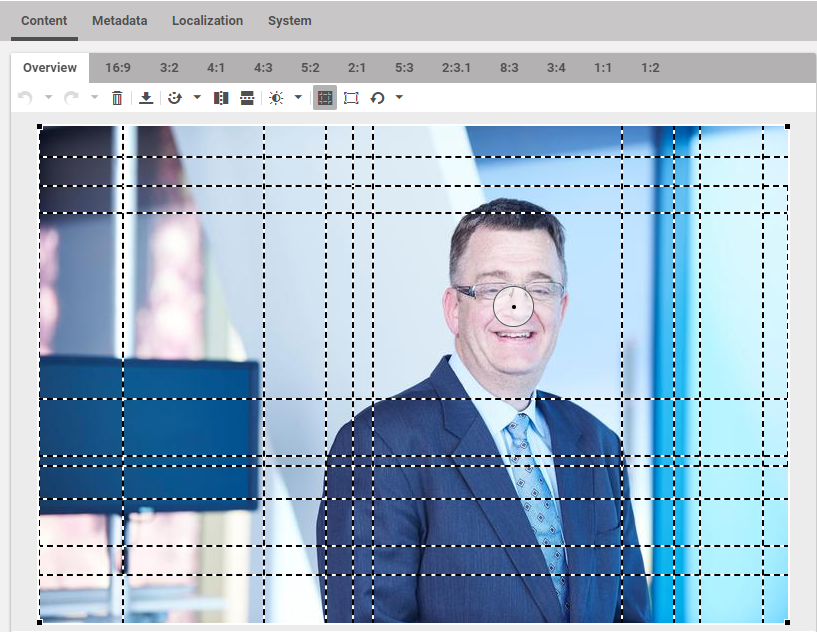 Content Metadata Localization System
Overview 16:9 3:2 4:1 4:3 5:2 2:1 5:3 2:3.1 8:3 3:4 1:1 1:2